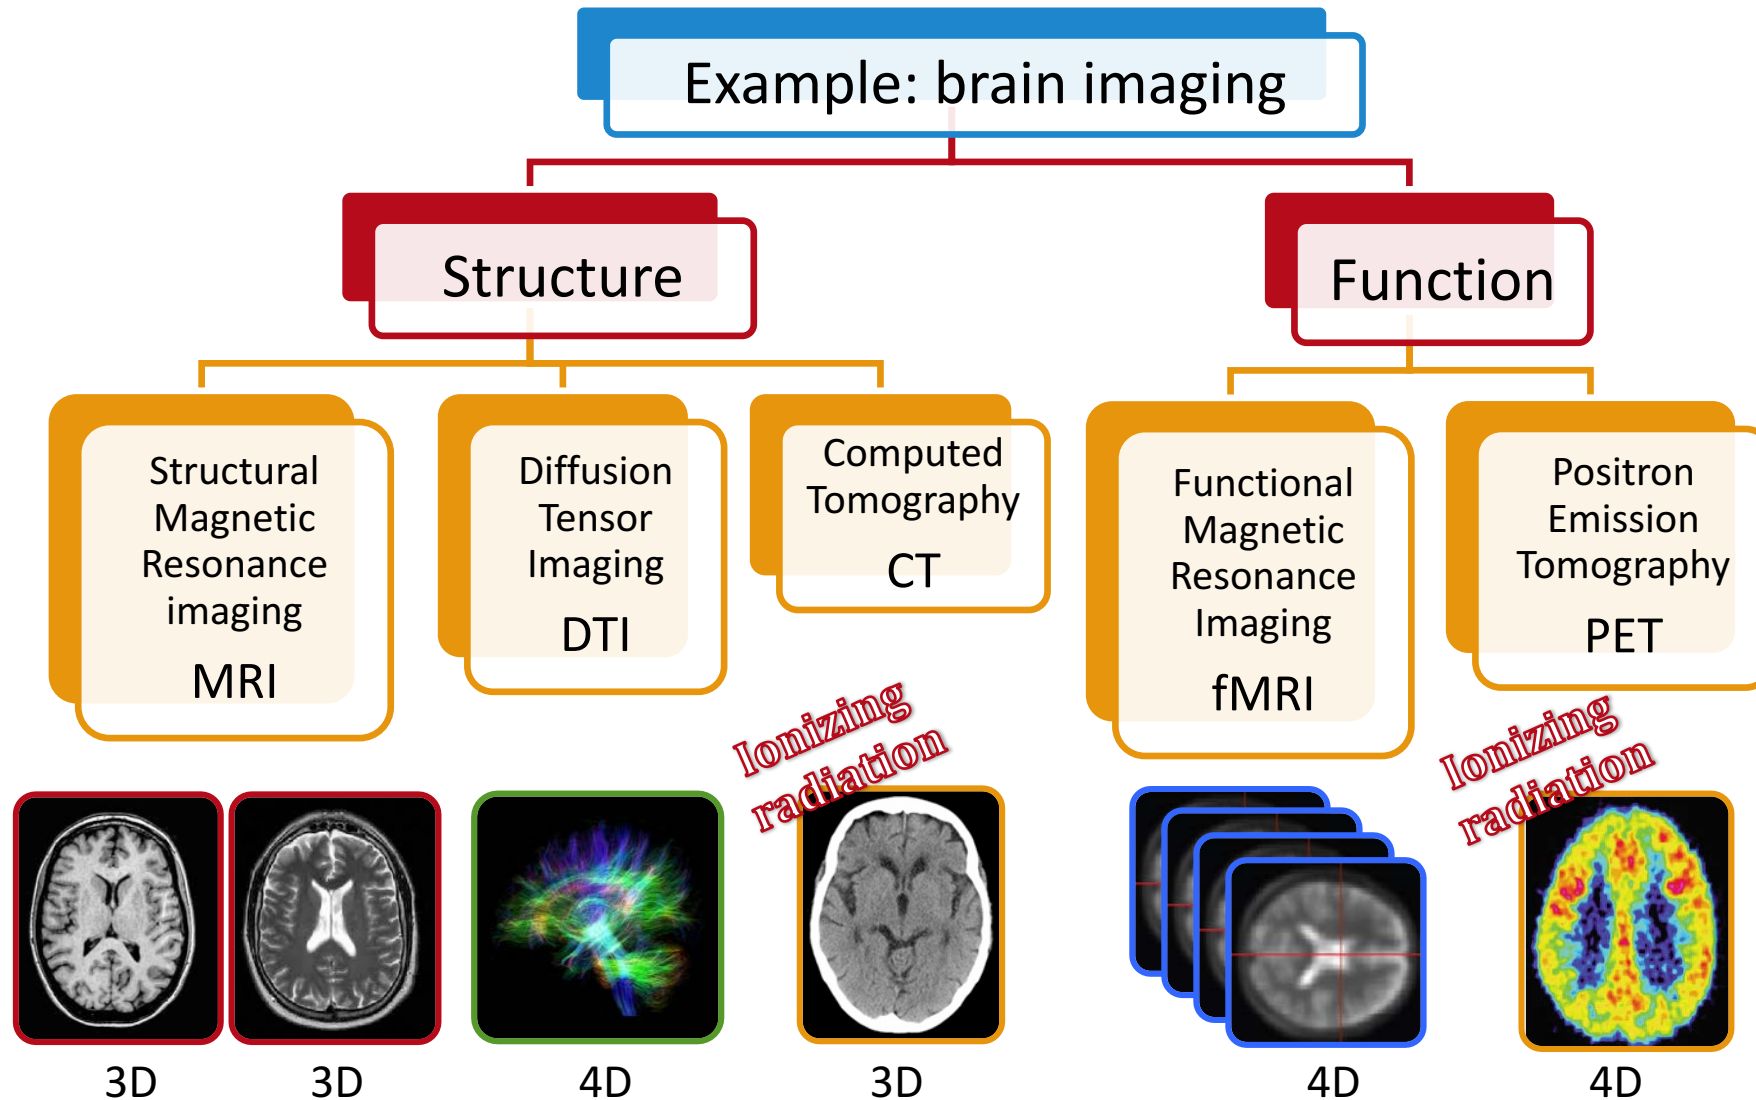 Example: brain imaging
Structure
Function
Structural
Magnetic
Resonance
imaging
MRI
Diffusion
Tensor
Imaging
DTI
Computed
Tomography
CT
Functional
Magnetic
Resonance
Imaging
fMRI
Positron
Emission
Tomography
PET
Ionizing
radiation
Ionizing
radiation
3D
3D
4D
3D
4D
4D